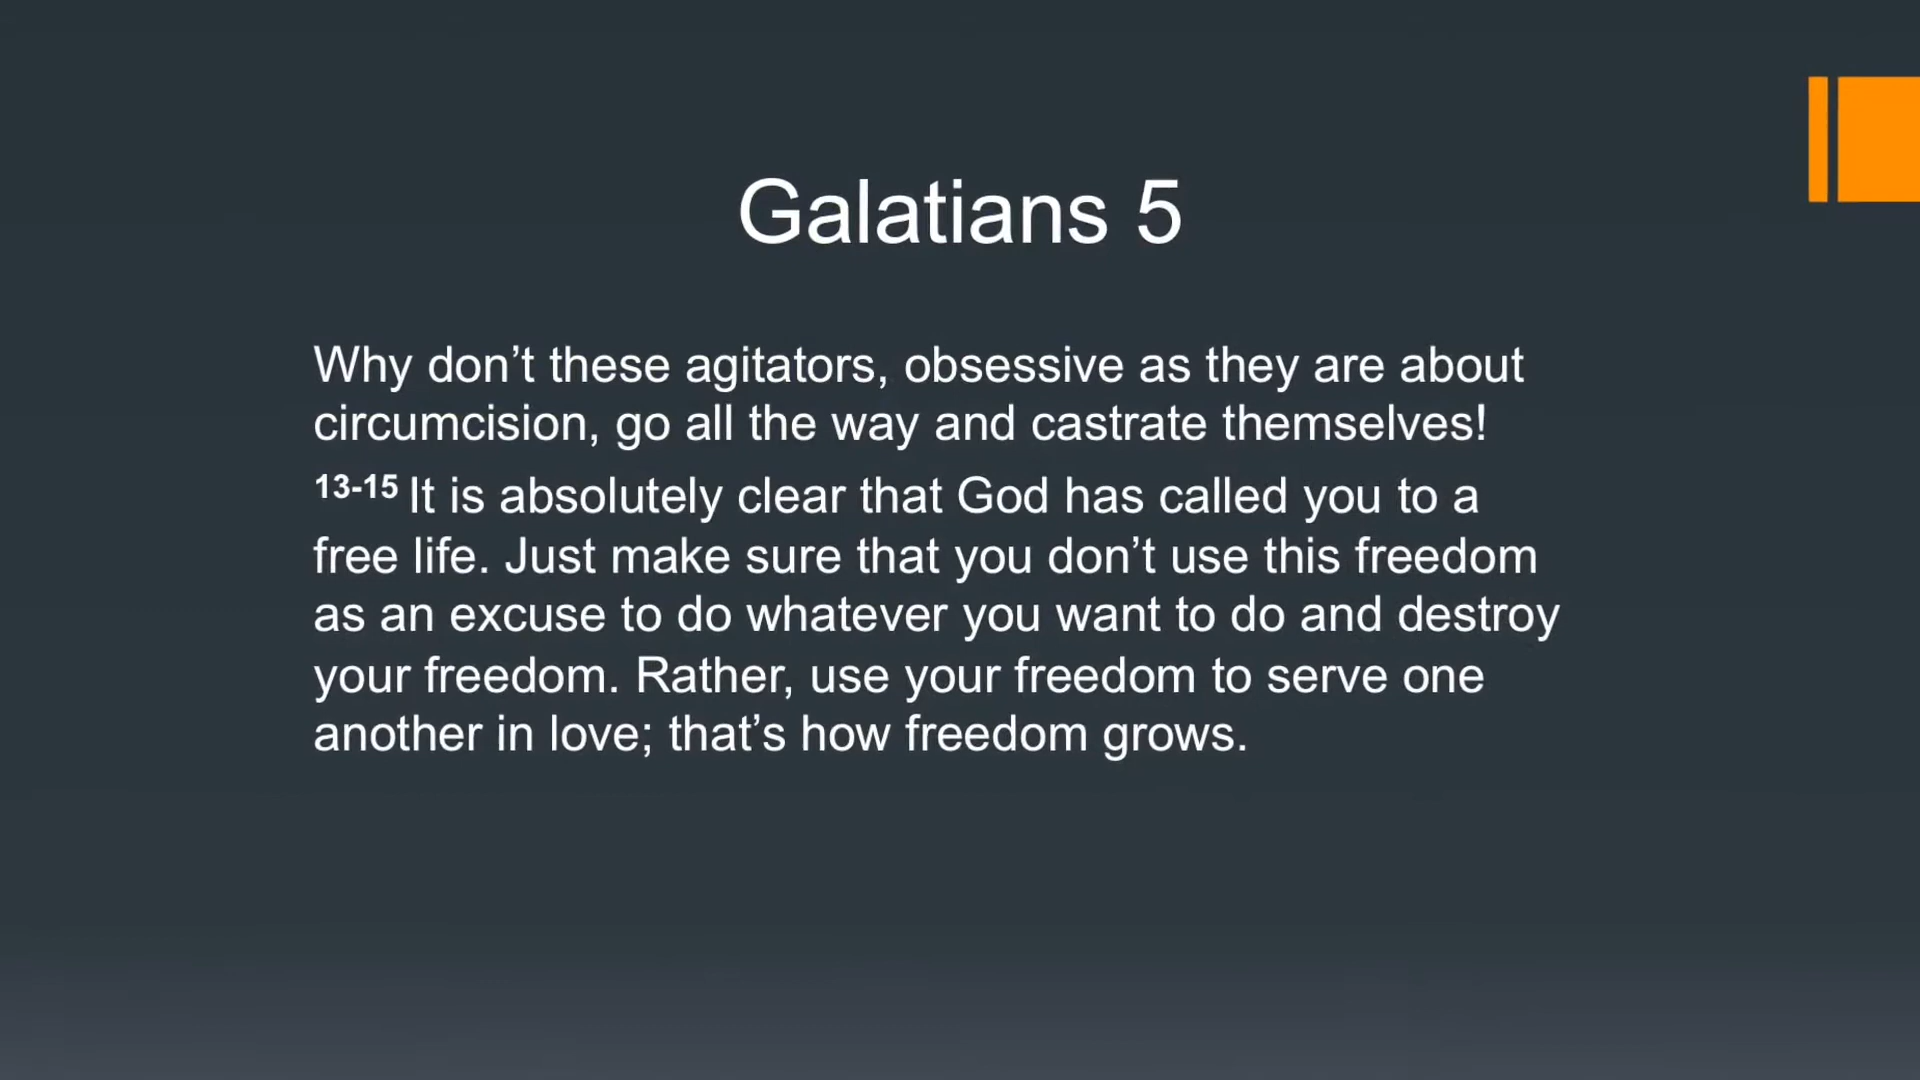 Galatians 5
Why don’t these agitators, obsessive as they are about
circumcision, go all the way and castrate themselves!
13-15 It is absolutely clear that God has called you to a
free life. Just make sure that you don’t use this freedom
as an excuse to do whatever you want to do and destroy
your freedom. Rather, use your freedom to serve one
another in love; that’s how freedom grows.